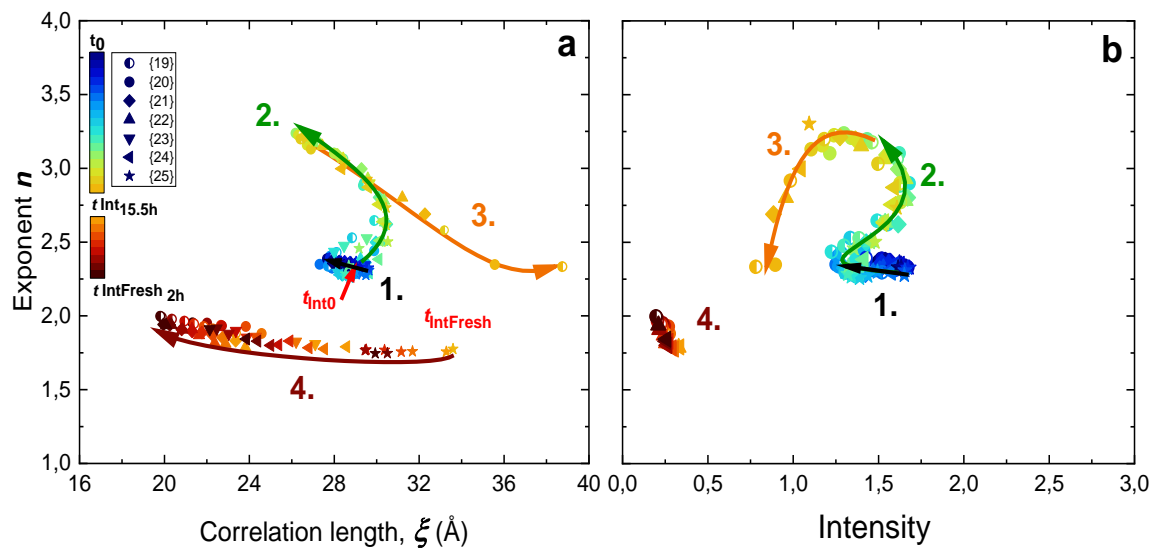 a
t0
{19}
{20}
{21}
{22}
{23}
{24}
{25}
t Int15.5h
t IntFresh 2h
2.
3.
1.
tInt0
tIntFresh
4.
4,0
3,5
3,0
2,5
2,0
1,5
1,0
Exponent n
16 20 24 28 32 36 40
Correlation length, ξ (Å)
b
3.
2.
1.
4.
0,0 0,5 1,0 1,5 2,0 2,5 3,0
Intensity